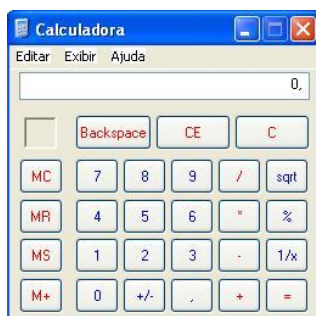 Calculadora
Editar Exibir Ajuda
0,
Backspace CE C
MC 7 8 9 / sqrt
MR 4 5 6 * %
MS 1 2 3 - 1/x
M+ 0 +/- , + =